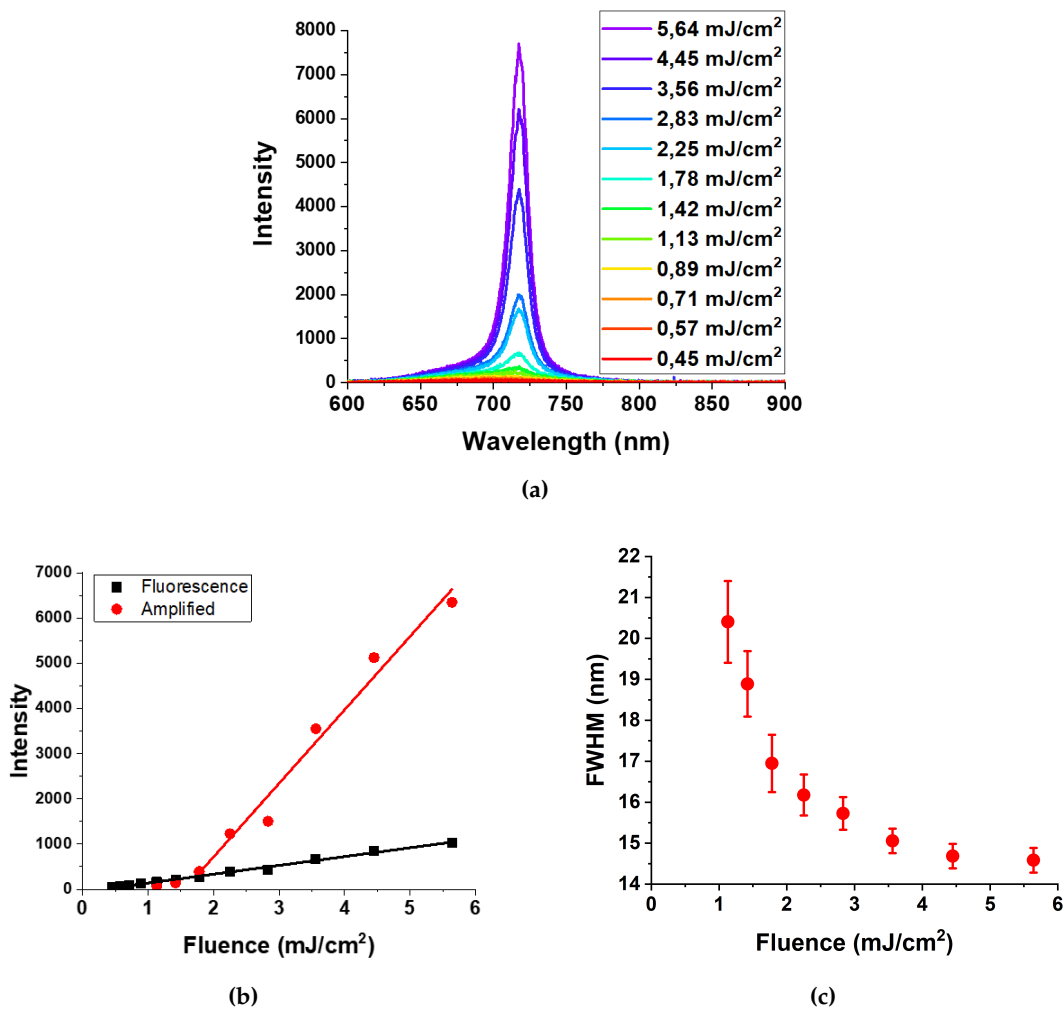 8000
7000
6000
5000
4000
3000
2000
1000
0
Intensity
600 650 700 750 800 850 900
Wavelength (nm)
5,64 mJ/cm²
4,45 mJ/cm²
3,56 mJ/cm²
2,83 mJ/cm²
2,25 mJ/cm²
1,78 mJ/cm²
1,42 mJ/cm²
1,13 mJ/cm²
0,89 mJ/cm²
0,71 mJ/cm²
0,57 mJ/cm²
0,45 mJ/cm²
(a)
7000
6000
5000
4000
3000
2000
1000
0
Intensity
Fluorescence
Amplified
0 1 2 3 4 5 6
Fluence (mJ/cm²)
(b)
22
21
20
19
18
17
16
15
14
FWHM (nm)
0 1 2 3 4 5 6
Fluence (mJ/cm²)
(c)